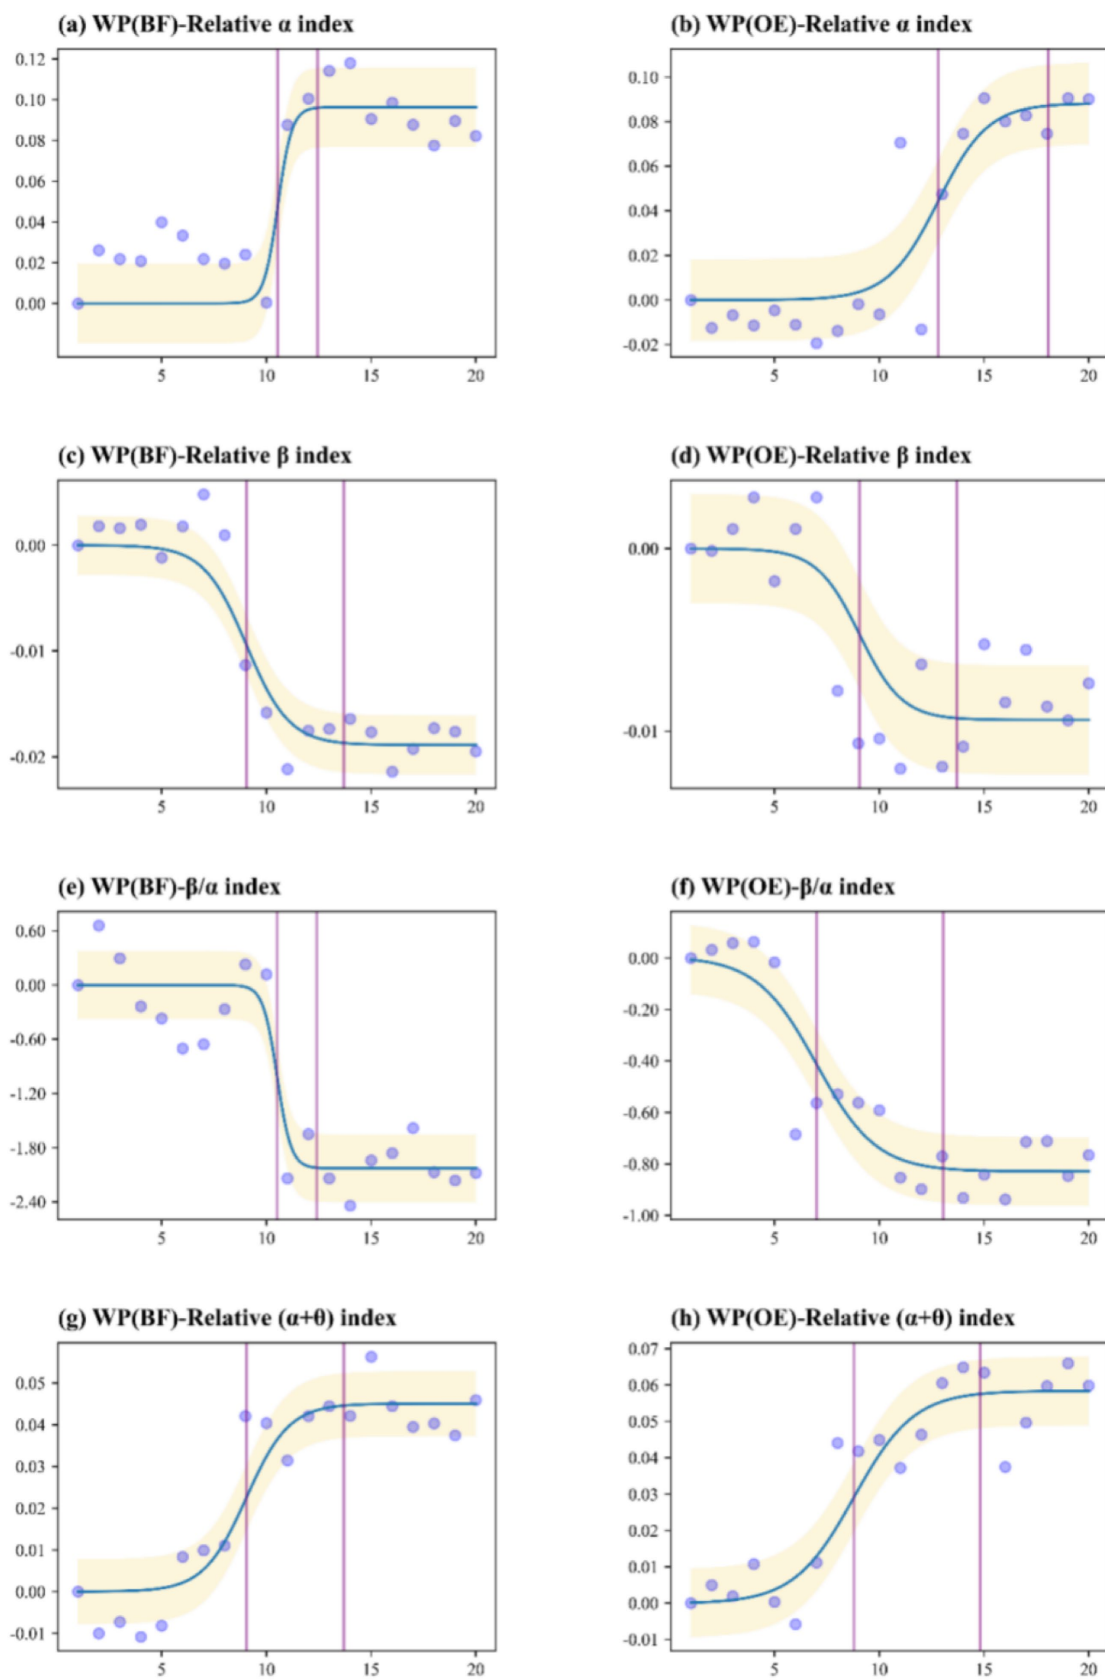 (a) WP(BF)-Relative α index
0.12
0.10
0.08
0.06
0.04
0.02
0.00
5 10 15 20
(b) WP(OE)-Relative α index
0.10
0.08
0.06
0.04
0.02
0.00
-0.02
5 10 15 20
(c) WP(BF)-Relative β index
0.00
-0.01
-0.02
5 10 15 20
(d) WP(OE)-Relative β index
0.00
-0.01
5 10 15 20
(e) WP(BF)-β/α index
0.60
0.00
-0.60
-1.20
-1.80
-2.40
5 10 15 20
(f) WP(OE)-β/α index
0.00
-0.20
-0.40
-0.60
-0.80
-1.00
5 10 15 20
(g) WP(BF)-Relative (α+θ) index
0.05
0.04
0.03
0.02
0.01
0.00
-0.01
5 10 15 20
(h) WP(OE)-Relative (α+θ) index
0.07
0.06
0.05
0.04
0.03
0.02
0.01
0.00
-0.01
5 10 15 20